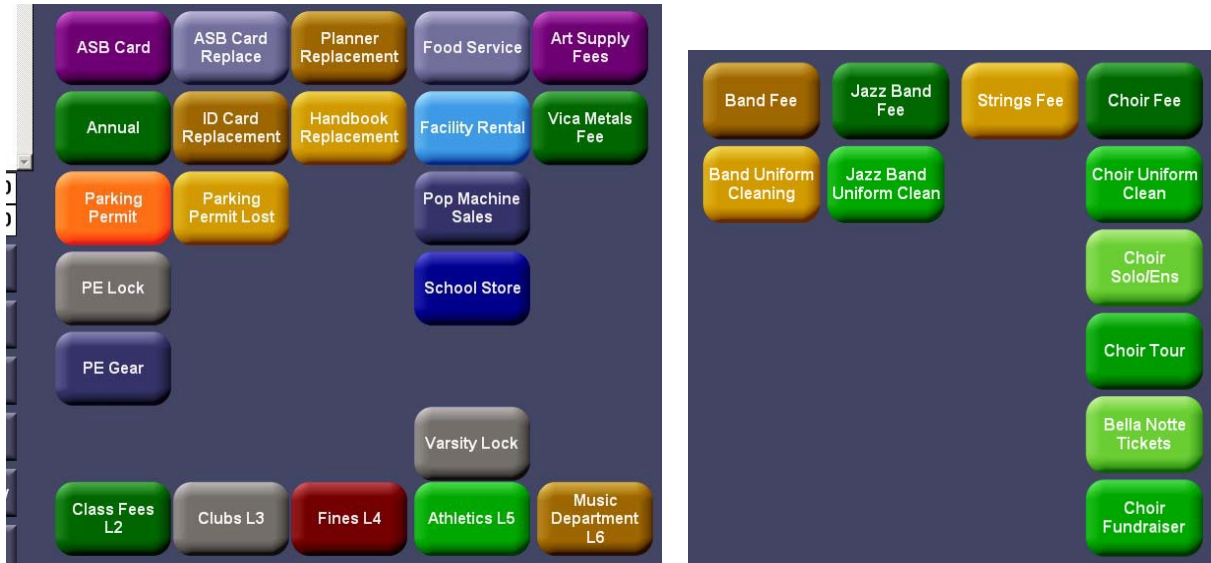 ASB Card
ASB Card
Replace
Planner
Replacement
Food Service
Art Supply
Fees
Annual
ID Card
Replacement
Handbook
Replacement
Facility Rental
Vica Metals
Fee
Parking
Permit
Parking
Permit Lost
Pop Machine
Sales
PE Lock
School Store
PE Gear
Varsity Lock
Class Fees
L2
Clubs L3
Fines L4
Athletics L5
Music
Department
L6
Band Fee
Jazz Band
Fee
Strings Fee
Choir Fee
Band Uniform
Cleaning
Jazz Band
Uniform Clean
Choir Uniform
Clean
Choir
Solo/Ens
Choir Tour
Bella Notte
Tickets
Choir
Fundraiser